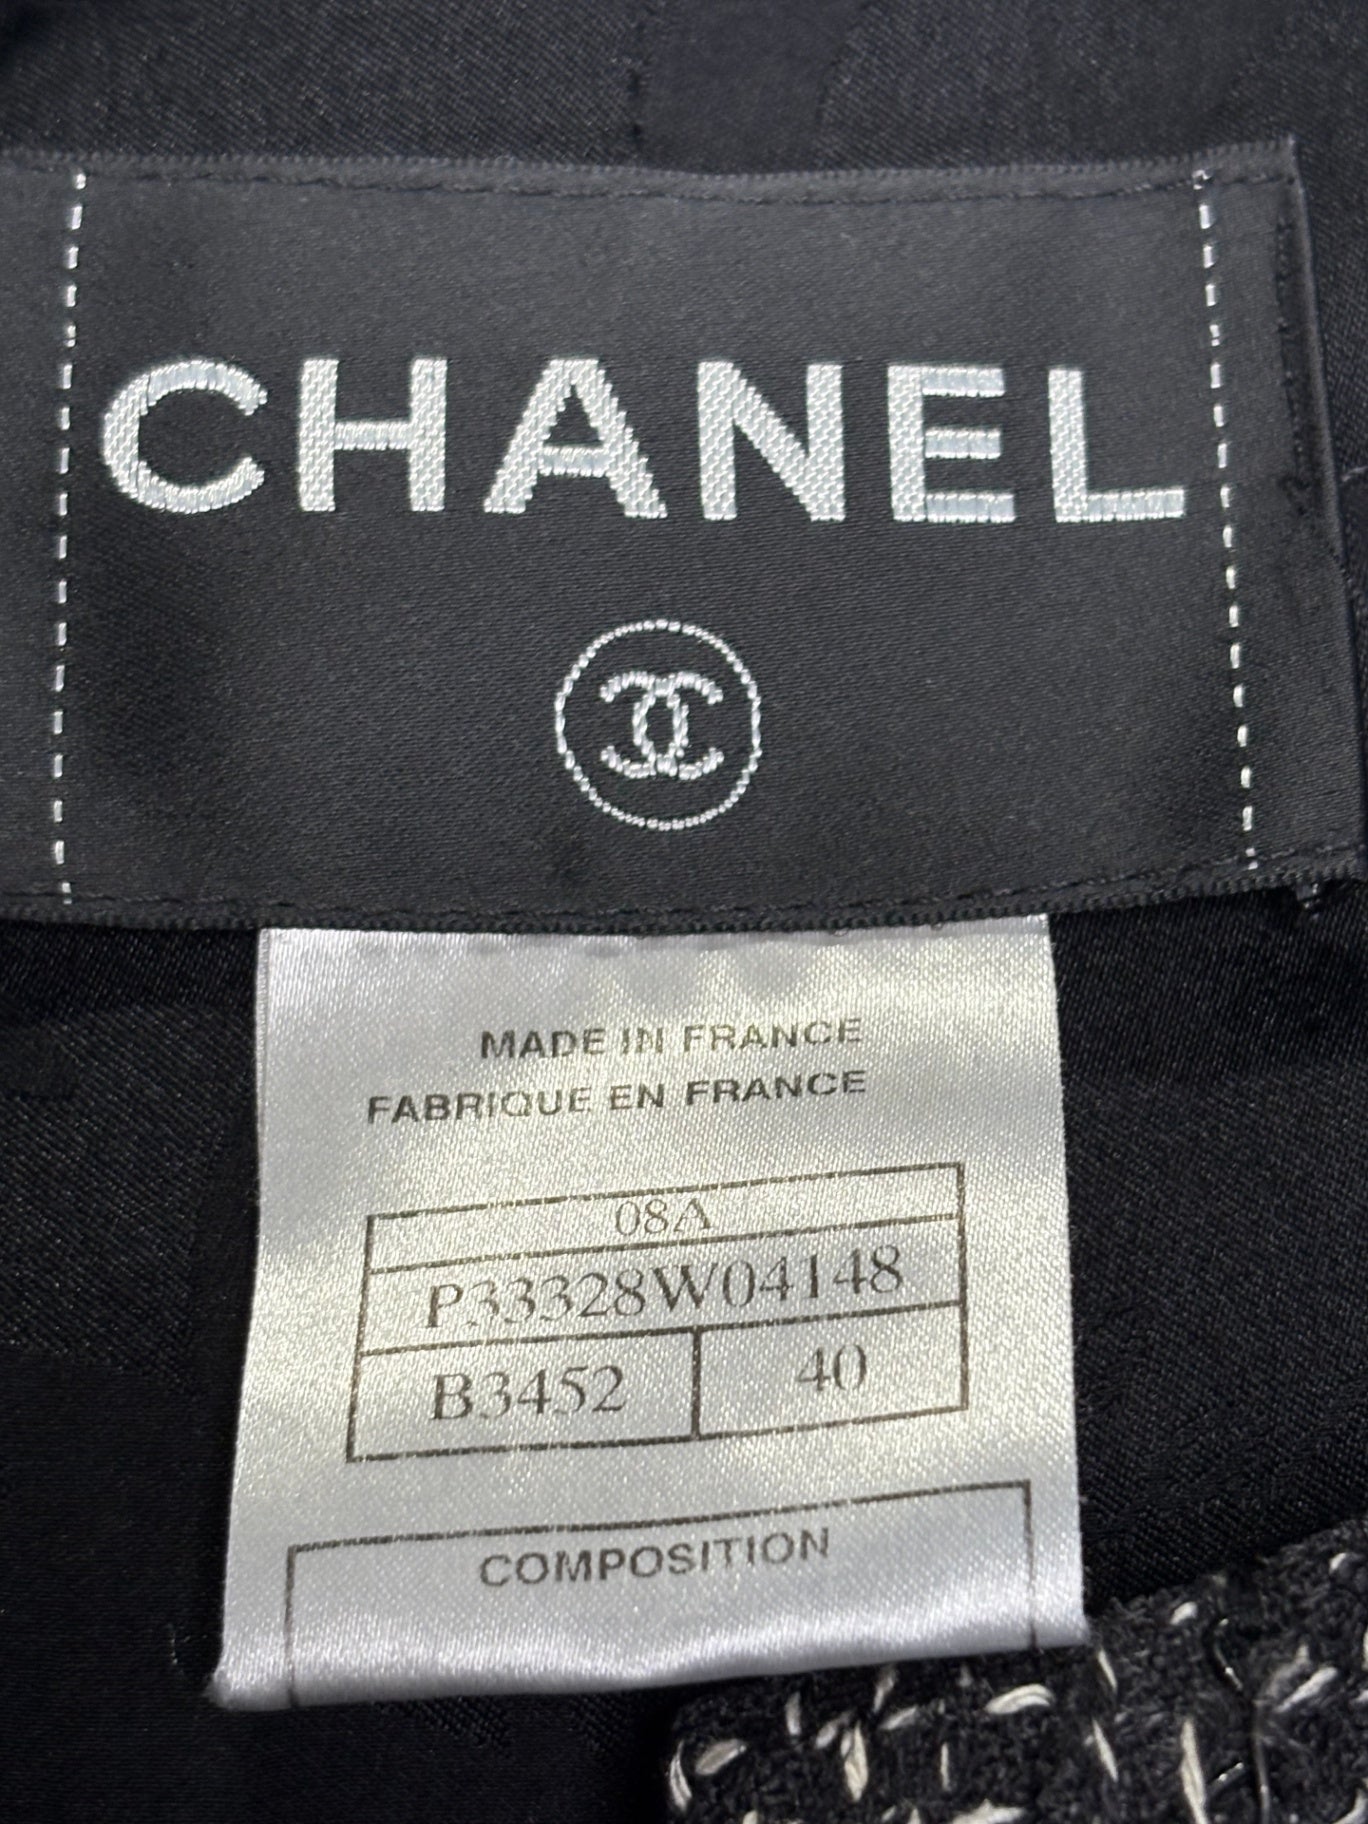 CHANEL
MADE IN FRANCE
FABRIQUE EN FRANCE
08A
P33328W04148
B3452 40
COMPOSITION